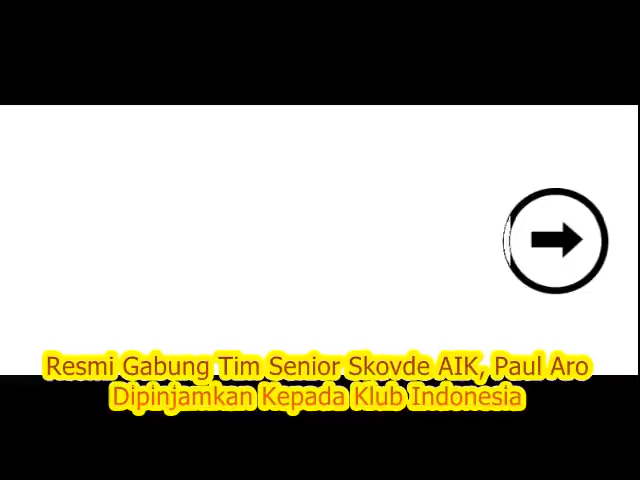 Resmi Gabung Tim Senior Skovde AIK, Paul Aro
Dipinjamkan Kepada Klub Indonesia